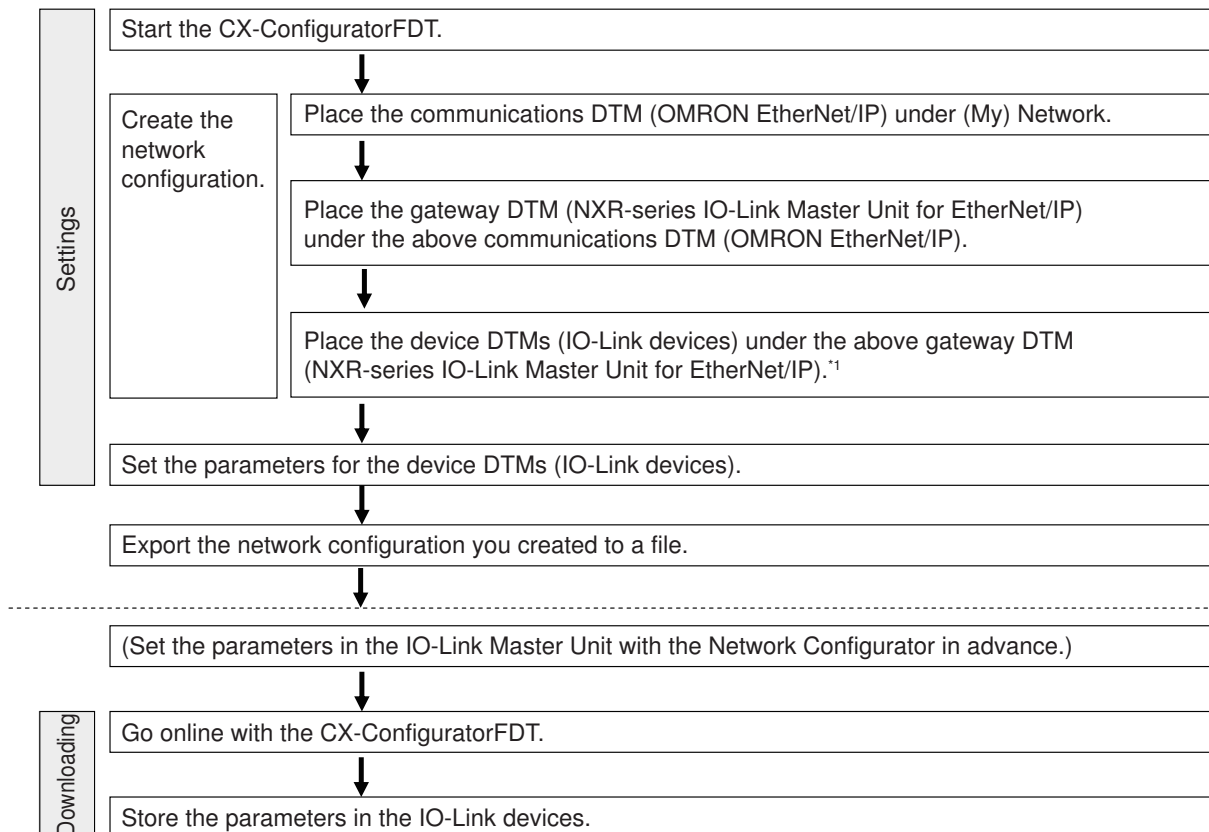 Settings
Start the CX-ConfiguratorFDT.
Create the
network
configuration.
Place the communications DTM (OMRON EtherNet/IP) under (My) Network.
Place the gateway DTM (NXR-series IO-Link Master Unit for EtherNet/IP)
under the above communications DTM (OMRON EtherNet/IP).
Place the device DTMs (IO-Link devices) under the above gateway DTM
(NXR-series IO-Link Master Unit for EtherNet/IP).*1
Set the parameters for the device DTMs (IO-Link devices).
Export the network configuration you created to a file.
(Set the parameters in the IO-Link Master Unit with the Network Configurator in advance.)
Downloading
Go online with the CX-ConfiguratorFDT.
Store the parameters in the IO-Link devices.